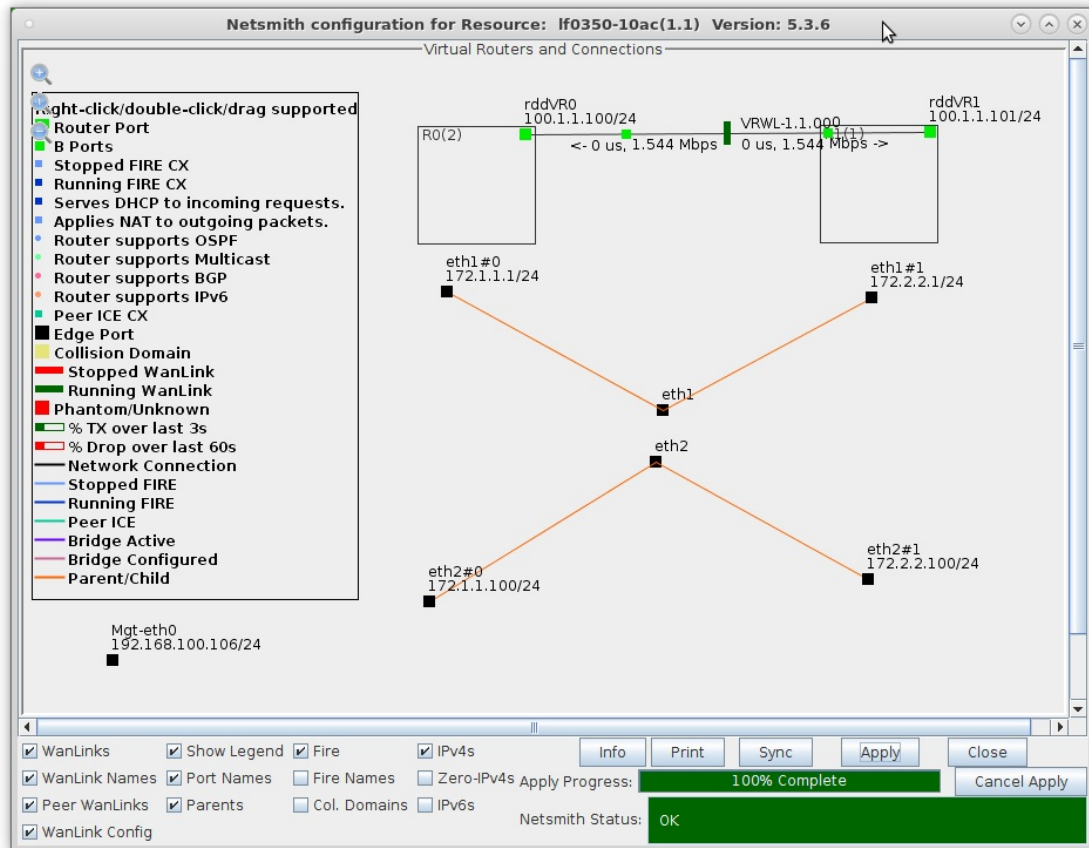 Netsmith configuration for Resource: lf0350-10ac(1.1) Version: 5.3.6
Virtual Routers and Connections
supported
Router Port
B Ports
Stopped FIRE CX
Running FIRE CX
Serves DHCP to incoming requests.
Applies NAT to outgoing packets.
Router supports OSPF
Router supports Multicast
Router supports BGP
Router supports IPv6
Peer ICE CX
Edge Port
Collision Domain
Stopped WanLink
Running WanLink
Phantom/Unknown
% TX over last 3s
% Drop over last 60s
Network Connection
Stopped FIRE
Running FIRE
Peer ICE
Bridge Active
Bridge Configured
Parent/Child
rddVR0
100.1.1.100/24
R0(2)
VRWL-1.1.000
<- 0 us, 1.544 Mbps
0 us, 1.544 Mbps ->
rddVR1
100.1.1.101/24
eth1#0
172.1.1.1/24
eth1#1
172.2.2.1/24
eth1
eth2
eth2#0
172.1.1.100/24
eth2#1
172.2.2.100/24
Mgt-eth0
192.168.100.106/24
WanLinks
Show Legend
Fire
IPv4s
Info
Print
Sync
Apply
Close
WanLink Names
Port Names
Fire Names
Zero-IPv4s
Apply Progress:
100% Complete
Cancel Apply
Peer WanLinks
Parents
Col. Domains
IPv6s
Netsmith Status:
OK
WanLink Config